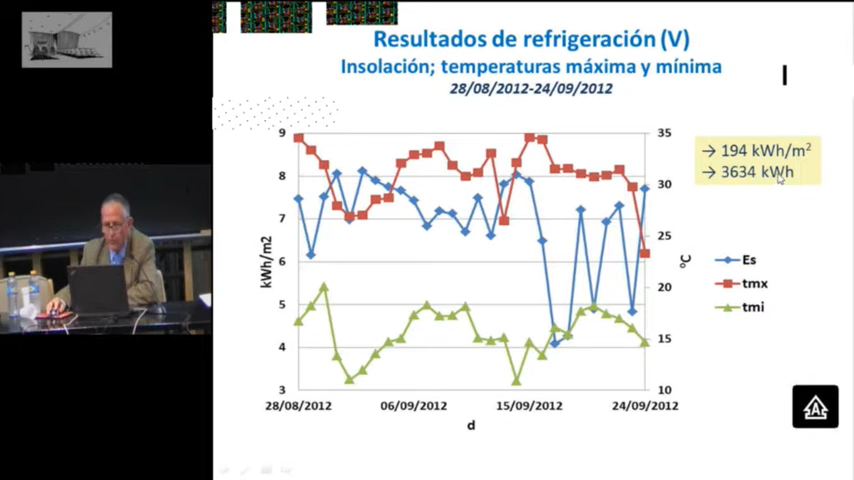 Resultados de refrigeración (V)
Insolación; temperaturas máxima y mínima
28/08/2012-24/09/2012
→ 194 kWh/m²
→ 3634 kWh
9
8
7
6
5
4
3
kWh/m2
35
30
25
20
15
10
ºC
Es
tmx
tmi
28/08/2012 06/09/2012 15/09/2012 24/09/2012
d
A